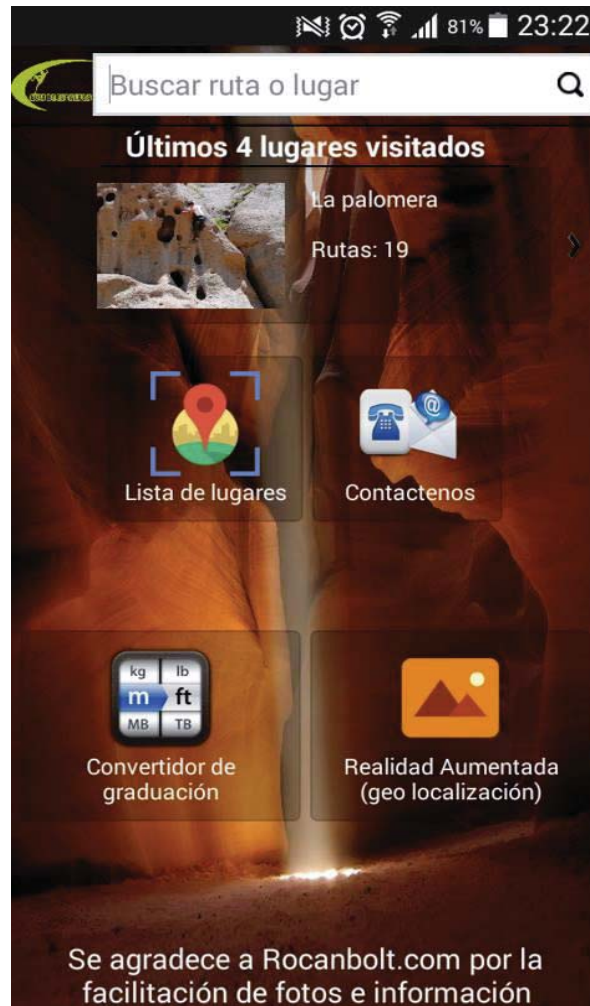 81% 23:22
Buscar ruta o lugar
Últimos 4 lugares visitados
La palomera
Rutas: 19
Lista de lugares
Contactenos
kg lb
m ft
MB TB
@
Convertidor de
graduación
Realidad Aumentada
(geo localización)
Se agradece a Rocanbolt.com por la
facilitación de fotos e información